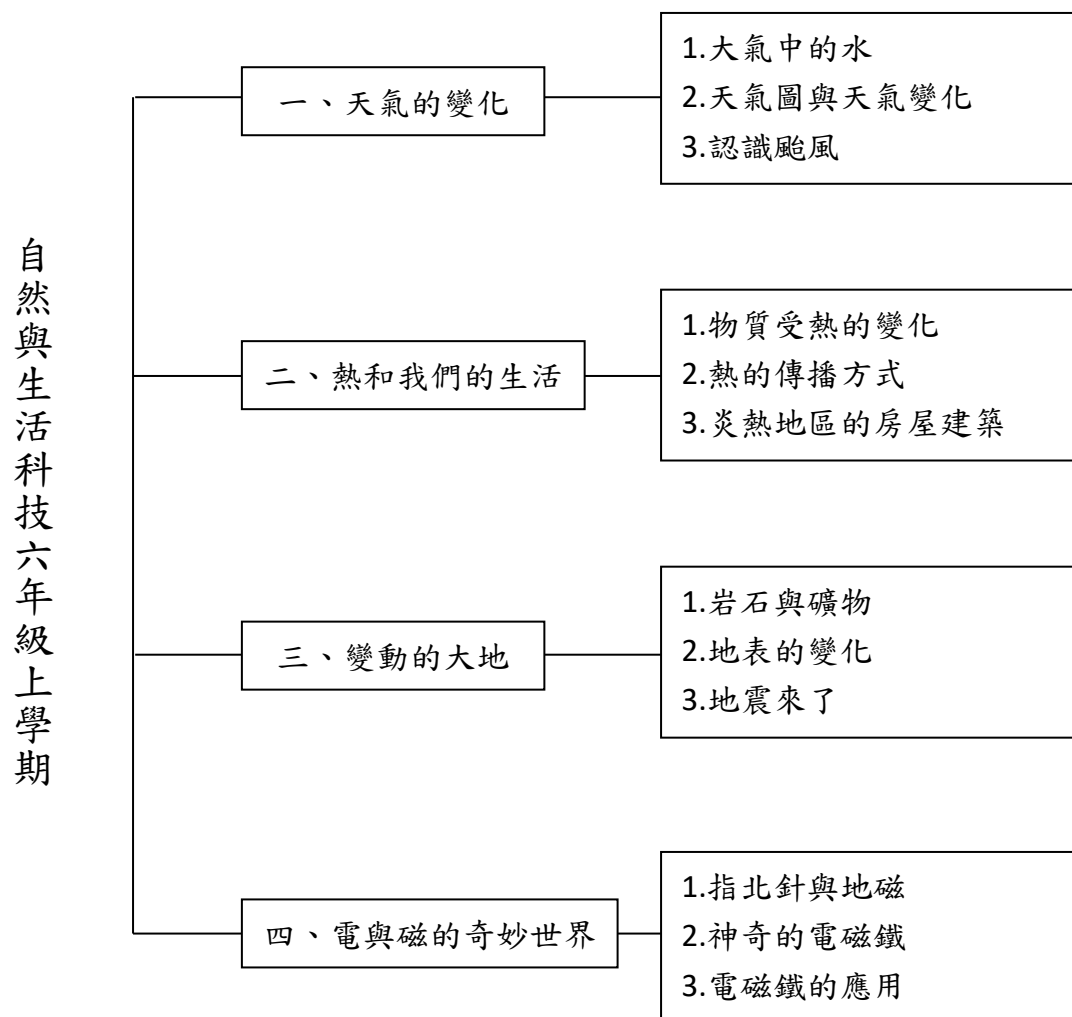 自然與生活科技六年級上學期
一、天氣的變化
1.大氣中的水
2.天氣圖與天氣變化
3.認識颱風
二、熱和我們的生活
1.物質受熱的變化
2.熱的傳播方式
3.炎熱地區的房屋建築
三、變動的大地
1.岩石與礦物
2.地表的變化
3.地震來了
四、電與磁的奇妙世界
1.指北針與地磁
2.神奇的電磁鐵
3.電磁鐵的應用